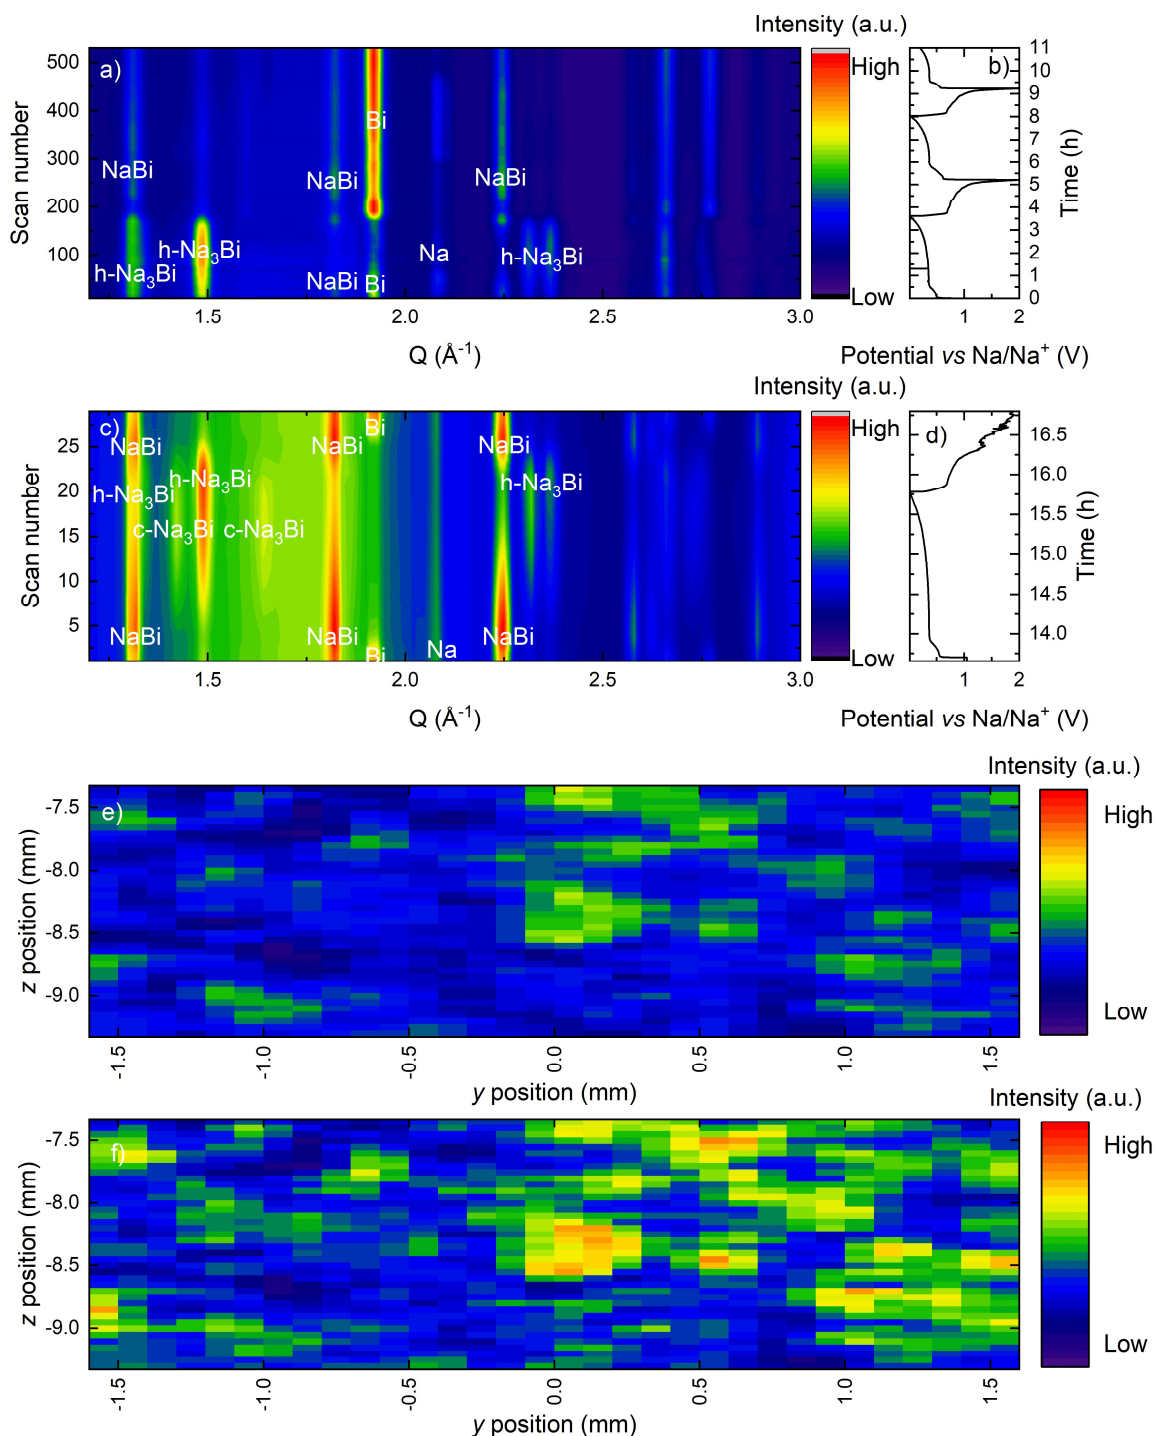 Intensity (a.u.)
a)
500
400
300
200
100
Scan number
NaBi
h-Na3Bi
h-Na3Bi
NaBi
NaBi
Bi
Bi
Na
NaBi
h-Na3Bi
1.5
2.0
2.5
3.0
Q (Å-1)
High
Low
b)
11
10
9
8
7
6
5
4
3
2
1
0
Time (h)
1
2
Potential vs Na/Na+ (V)
Intensity (a.u.)
c)
25
20
15
10
5
Scan number
NaBi
h-Na3Bi
h-Na3Bi
c-Na3Bi
c-Na3Bi
NaBi
NaBi
NaBi
Bi
Bi
Na
NaBi
h-Na3Bi
NaBi
1.5
2.0
2.5
3.0
Q (Å-1)
High
Low
d)
16.5
16.0
15.5
15.0
14.5
14.0
Time (h)
1
2
Potential vs Na/Na+ (V)
Intensity (a.u.)
e)
-7.5
-8.0
-8.5
-9.0
z position (mm)
-1.5
-1.0
-0.5
0.0
0.5
1.0
1.5
y position (mm)
High
Low
Intensity (a.u.)
f)
-7.5
-8.0
-8.5
-9.0
z position (mm)
-1.5
-1.0
-0.5
0.0
0.5
1.0
1.5
y position (mm)
High
Low